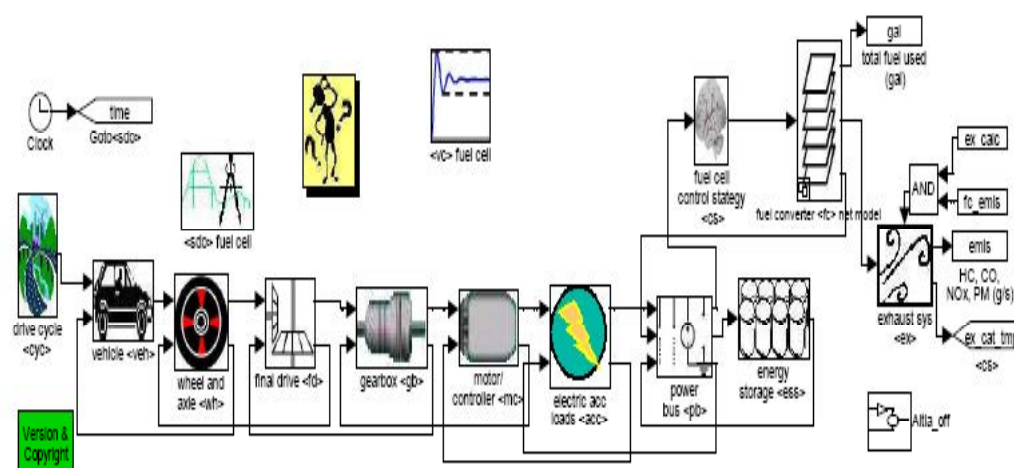 gal
total fuel used
(gal)
time
Goto<sdo>
Clock
<vc> fuel cell
<sdo> fuel cell
fuel cell
control stategy
<cs>
fuel converter <fc> net model
ex_calc
AND
fc_emis
emis
HC, CO,
NOx, PM (g/s)
exhaust sys
<ex>
ex_cat_tmp
<cs>
drive cycle
<cyc>
vehicle <veh>
wheel and
axle <wh>
final drive <fd>
gearbox <gb>
motor/
controller <mc>
electric acc
loads <acc>
power
bus <pb>
energy
storage <ess>
Version &
Copyright
Altia_off